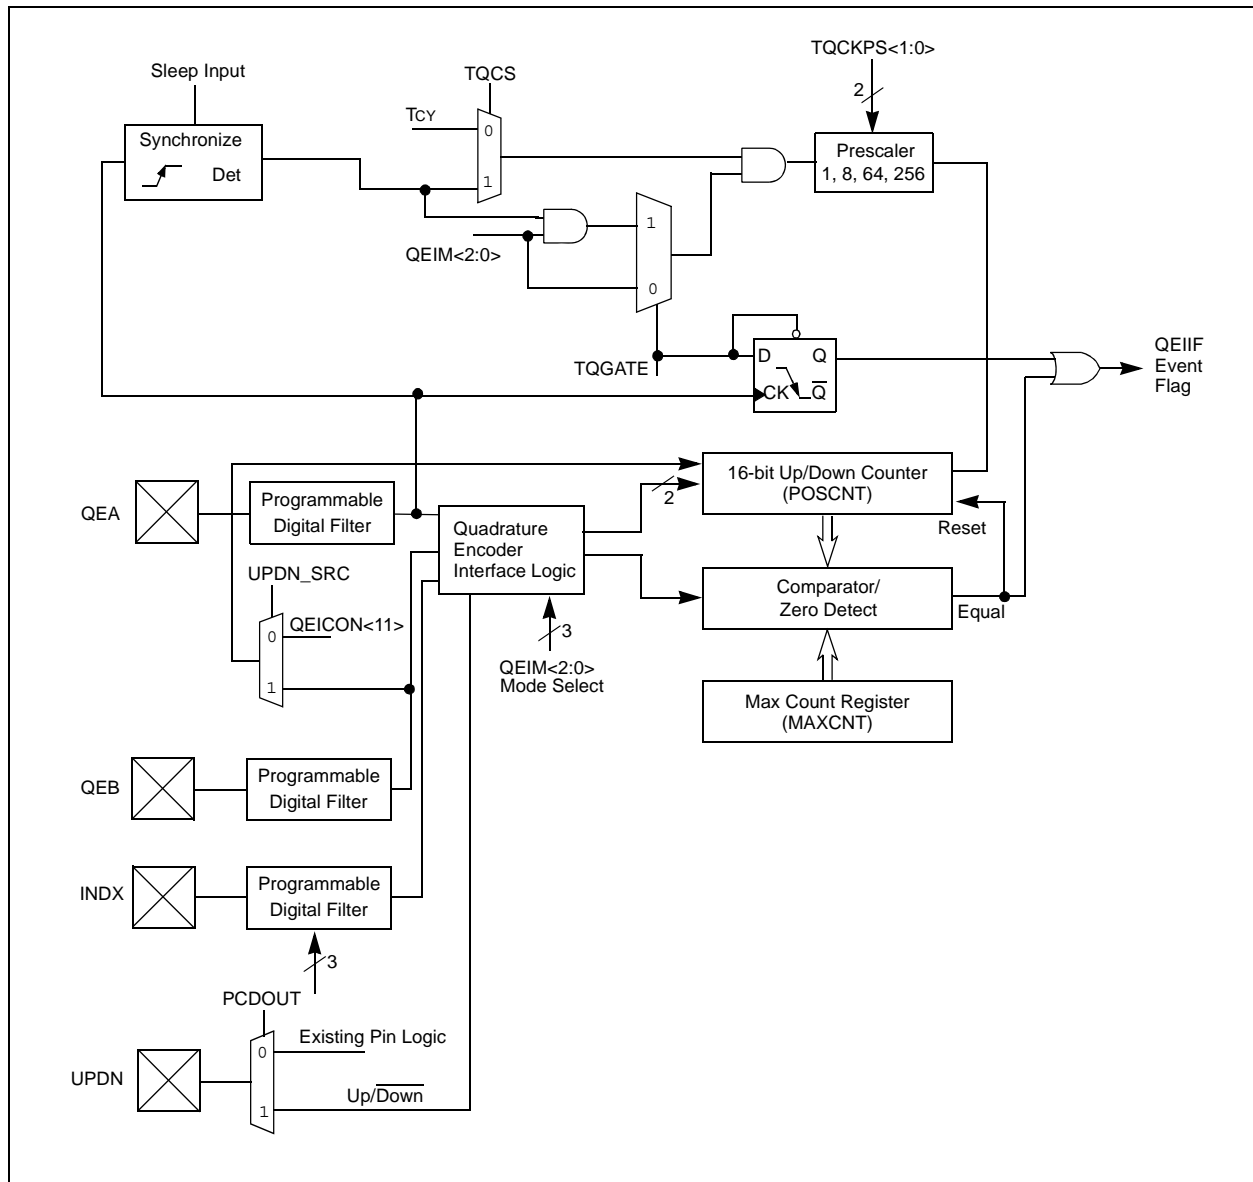 TQCKPS<1:0>
Sleep Input
TQCS
2
TCY
0
Synchronize
Det
1
Prescaler
1, 8, 64, 256
1
QEIM<2:0>
0
TQGATE
D Q
CK Q
QEIIF
Event
Flag
QEA
Programmable
Digital Filter
Quadrature
Encoder
Interface Logic
2
16-bit Up/Down Counter
(POSCNT)
Reset
UPDN_SRC
0
QEICON<11>
1
3
QEIM<2:0>
Mode Select
Comparator/
Zero Detect
Equal
Max Count Register
(MAXCNT)
QEB
Programmable
Digital Filter
INDX
Programmable
Digital Filter
3
PCDOUT
0
Existing Pin Logic
UPDN
Up/Down
1